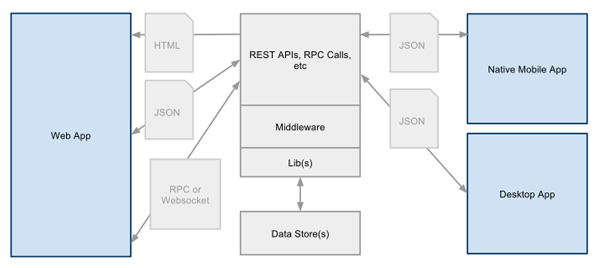 HTML
REST APIs, RPC Calls,
etc
JSON
Native Mobile App
Web App
JSON
Middleware
JSON
Lib(s)
RPC or
Websocket
Desktop App
Data Store(s)